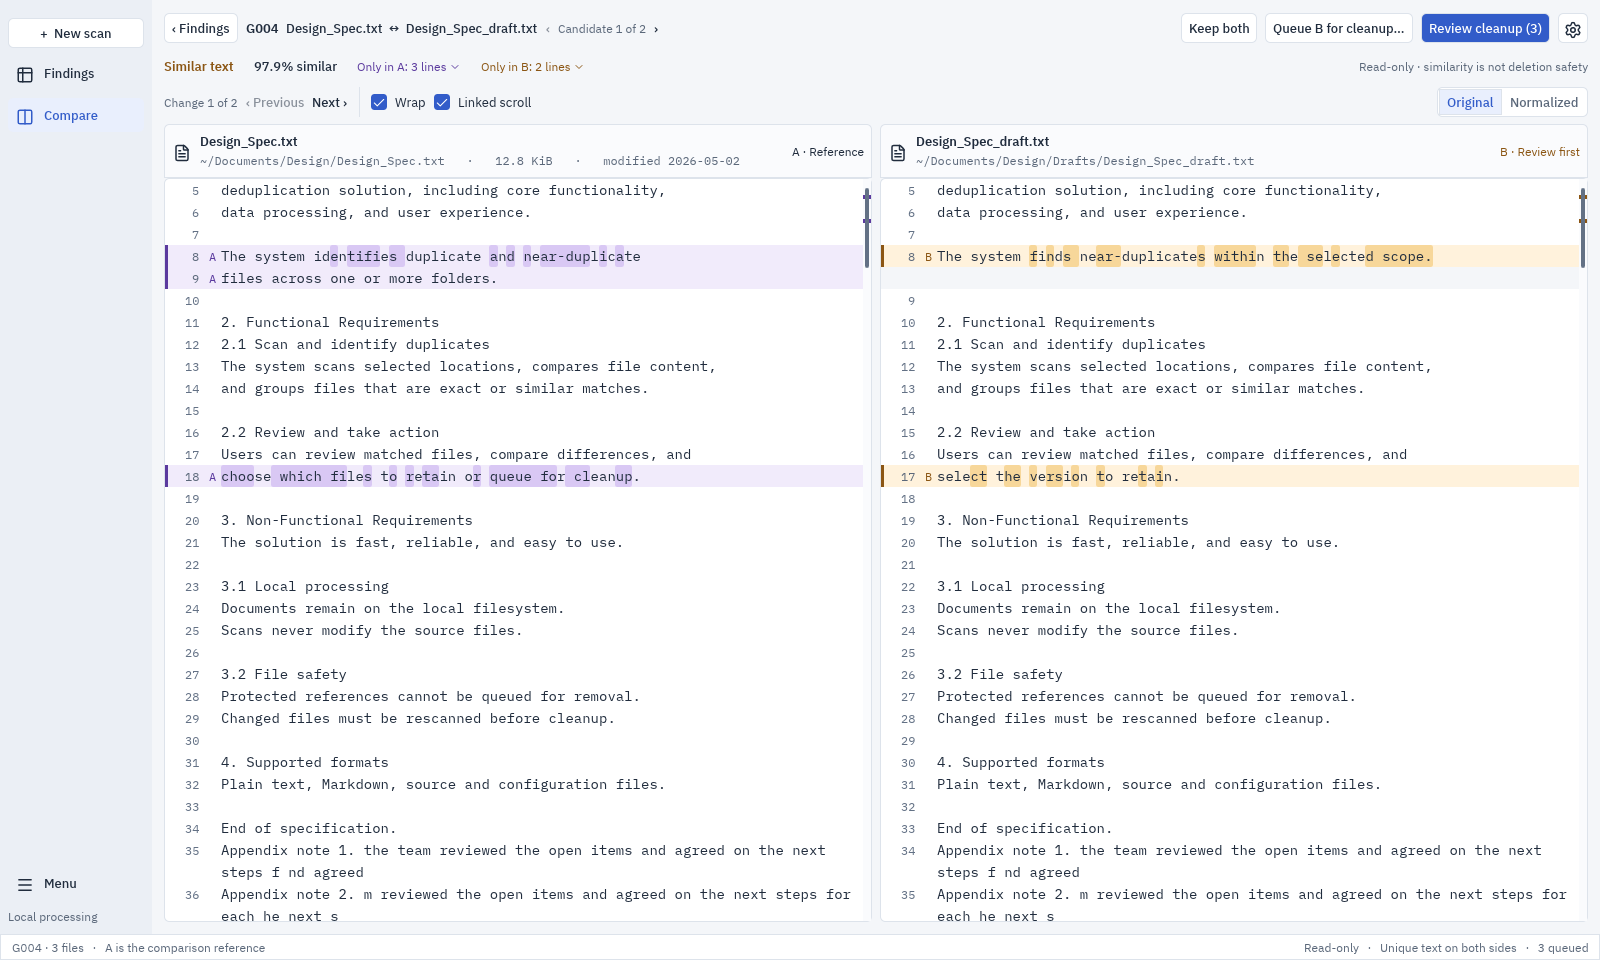 + New scan
Findings
Compare
Menu
Local processing
‹ Findings
G004 Design_Spec.txt ↔ Design_Spec_draft.txt ‹ Candidate 1 of 2 ›
Keep both
Queue B for cleanup...
Review cleanup (3)
Similar text 97.9% similar Only in A: 3 lines Only in B: 2 lines
Read-only · similarity is not deletion safety
Change 1 of 2 ‹ Previous Next › Wrap Linked scroll
Original Normalized
Design_Spec.txt
~/Documents/Design/Design_Spec.txt · 12.8 KiB · modified 2026-05-02
A · Reference
5 deduplication solution, including core functionality,
6 data processing, and user experience.
7
8 A The system identifies duplicate and near-duplicate
9 A files across one or more folders.
10
11 2. Functional Requirements
12 2.1 Scan and identify duplicates
13 The system scans selected locations, compares file content,
14 and groups files that are exact or similar matches.
15
16 2.2 Review and take action
17 Users can review matched files, compare differences, and
18 A choose which files to retain or queue for cleanup.
19
20 3. Non-Functional Requirements
21 The solution is fast, reliable, and easy to use.
22
23 3.1 Local processing
24 Documents remain on the local filesystem.
25 Scans never modify the source files.
26
27 3.2 File safety
28 Protected references cannot be queued for removal.
29 Changed files must be rescanned before cleanup.
30
31 4. Supported formats
32 Plain text, Markdown, source and configuration files.
33
34 End of specification.
35 Appendix note 1. the team reviewed the open items and agreed on the next
steps f nd agreed
36 Appendix note 2. m reviewed the open items and agreed on the next steps for
each he next s
Design_Spec_draft.txt
~/Documents/Design/Drafts/Design_Spec_draft.txt
B · Review first
5 deduplication solution, including core functionality,
6 data processing, and user experience.
7
8 B The system finds near-duplicates within the selected scope.
9
10 2. Functional Requirements
11 2.1 Scan and identify duplicates
12 The system scans selected locations, compares file content,
13 and groups files that are exact or similar matches.
14
15 2.2 Review and take action
16 Users can review matched files, compare differences, and
17 B select the version to retain.
18
19 3. Non-Functional Requirements
20 The solution is fast, reliable, and easy to use.
21
22 3.1 Local processing
23 Documents remain on the local filesystem.
24 Scans never modify the source files.
25
26 3.2 File safety
27 Protected references cannot be queued for removal.
28 Changed files must be rescanned before cleanup.
29
30 4. Supported formats
31 Plain text, Markdown, source and configuration files.
32
33 End of specification.
34 Appendix note 1. the team reviewed the open items and agreed on the next
steps f nd agreed
35 Appendix note 2. m reviewed the open items and agreed on the next steps for
each he next s
G004 · 3 files · A is the comparison reference
Read-only · Unique text on both sides · 3 queued